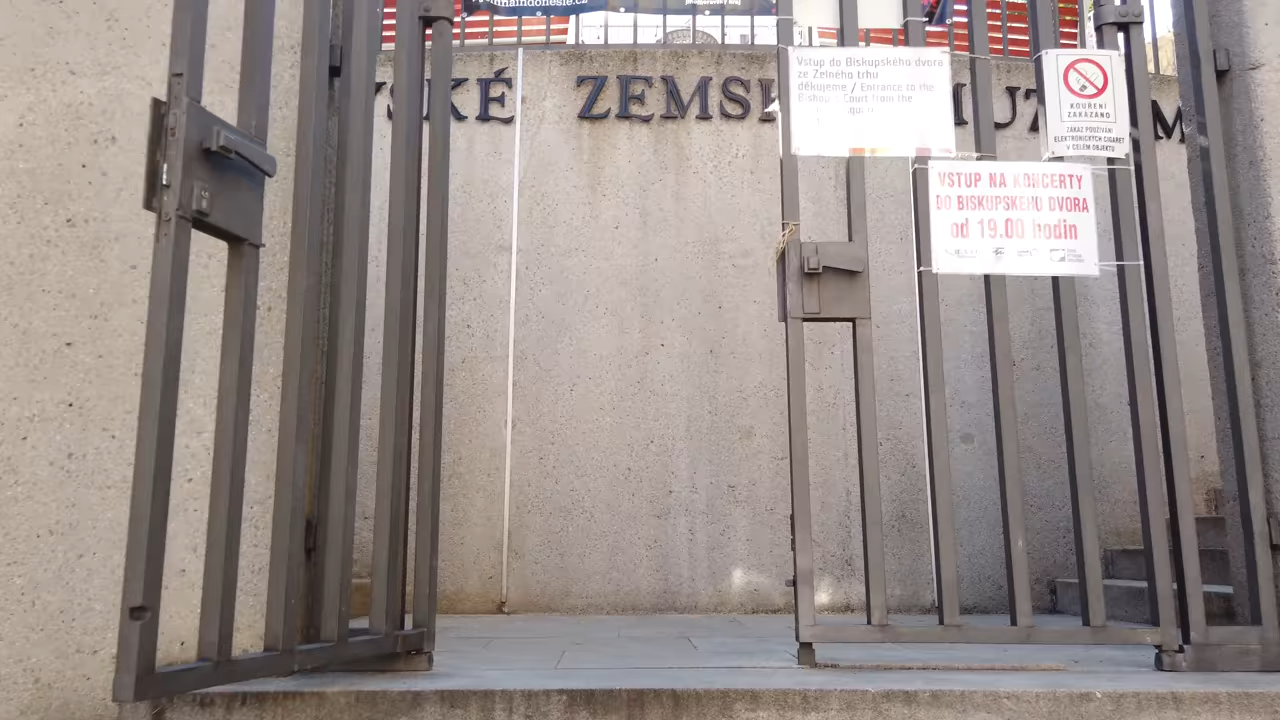 SKÉ ZEMSK MUZ M
Vstup do Biskupského dvora
ze Zelného trhu
děkujeme / Entrance to the
Bishop's Court from the
KOUŘENÍ
ZAKÁZÁNO
ZÁKAZ POUŽÍVÁNÍ
ELEKTRONICKÝCH CIGARET
V CELÉM OBJEKTU
VSTUP NA KONCERTY
DO BISKUPSKÉHO DVORA
od 19.00 hodin